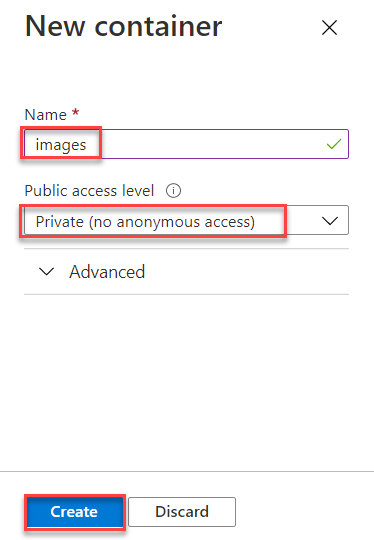 New container
Name *
images
Public access level
Private (no anonymous access)
Advanced
Create Discard